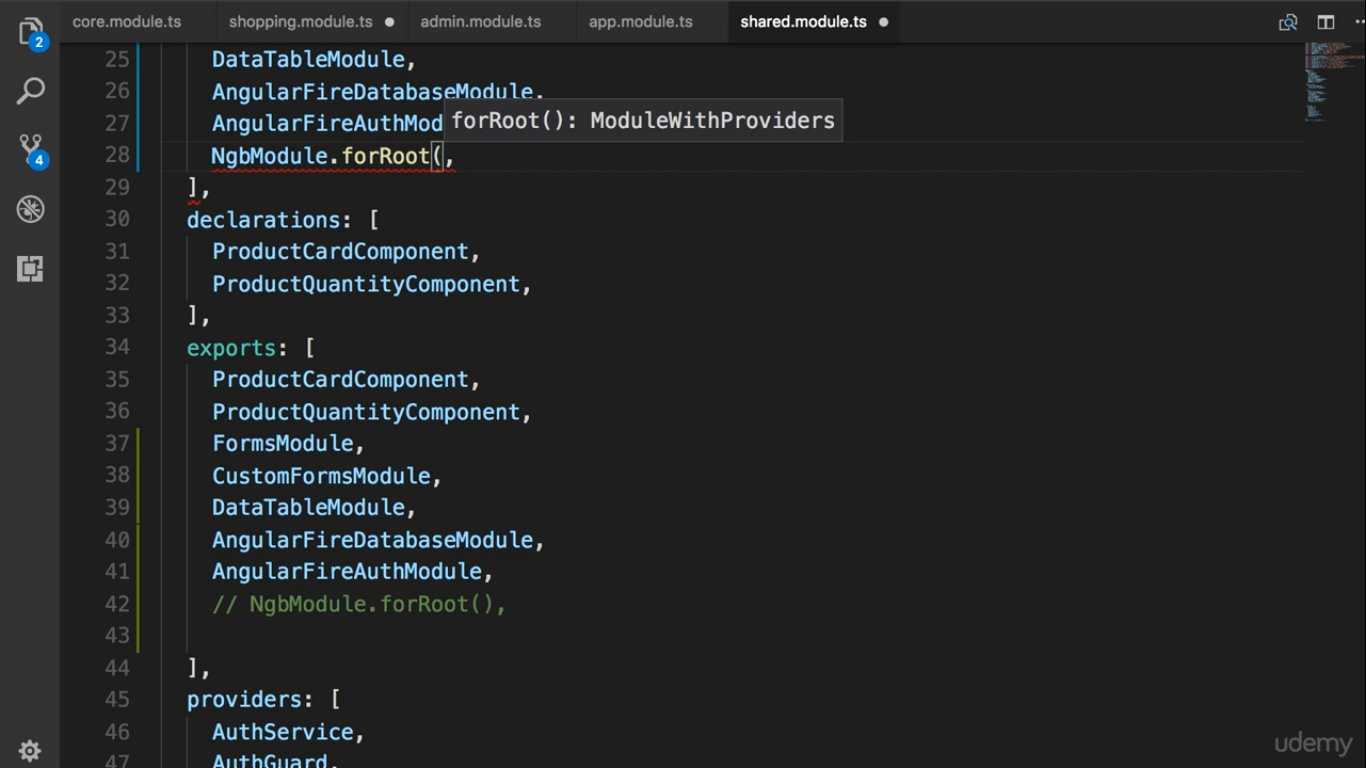 core.module.ts shopping.module.ts admin.module.ts app.module.ts shared.module.ts
2
4
25 DataTableModule,
26 AngularFireDatabaseModule,
27 AngularFireAuthMod
forRoot(): ModuleWithProviders
28 NgbModule.forRoot(,
29 ],
30 declarations: [
31 ProductCardComponent,
32 ProductQuantityComponent,
33 ],
34 exports: [
35 ProductCardComponent,
36 ProductQuantityComponent,
37 FormsModule,
38 CustomFormsModule,
39 DataTableModule,
40 AngularFireDatabaseModule,
41 AngularFireAuthModule,
42 // NgbModule.forRoot(),
43
44 ],
45 providers: [
46 AuthService,
47 AuthGuard,
udemy